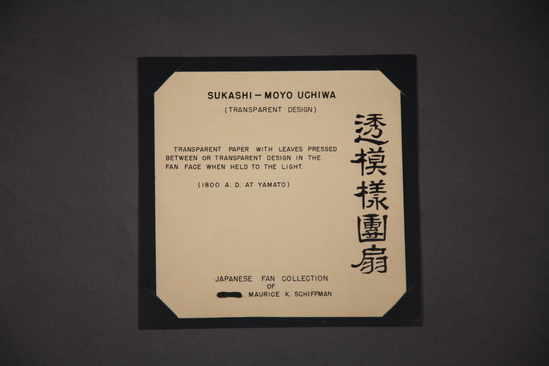 SUKASHI – MOYO UCHIWA
(TRANSPARENT DESIGN)
TRANSPARENT PAPER WITH LEAVES PRESSED
BETWEEN OR TRANSPARENT DESIGN IN THE
FAN FACE WHEN HELD TO THE LIGHT.
(1800 A. D. AT YAMATO)
透模樣團扇
JAPANESE FAN COLLECTION
OF
MAURICE K. SCHIFFMAN